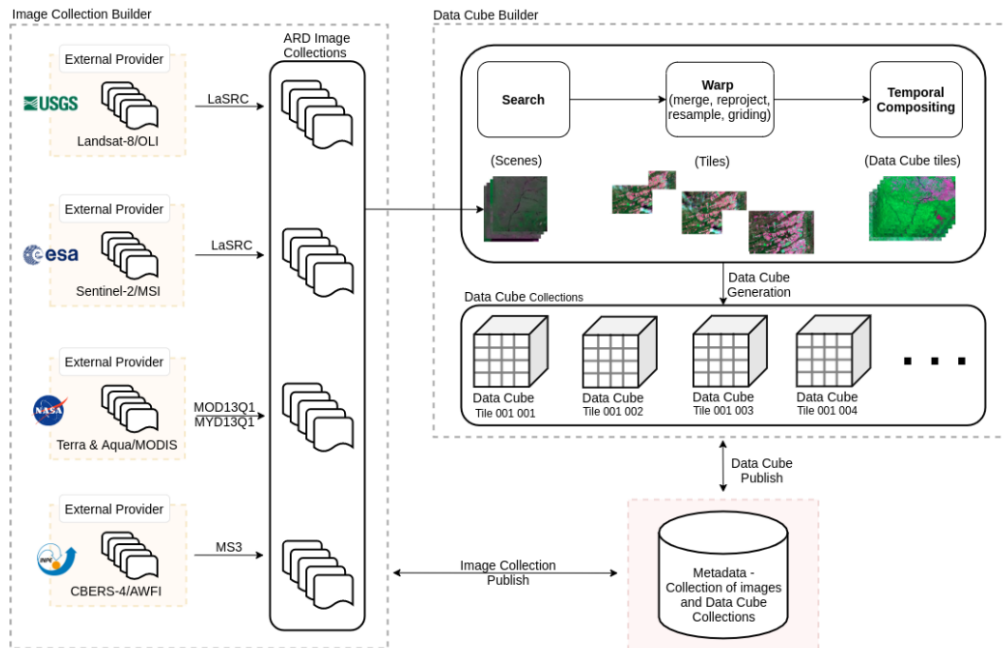 Image Collection Builder
External Provider
USGS
Landsat-8/OLI
LaSRC
External Provider
esa
Sentinel-2/MSI
LaSRC
External Provider
NASA
Terra & Aqua/MODIS
MOD13Q1
MYD13Q1
External Provider
INPE
CBERS-4/AWFI
MS3
ARD Image
Collections
Data Cube Builder
Search
Warp
(merge, reproject,
resample, griding)
Temporal
Compositing
(Scenes)
(Tiles)
(Data Cube tiles)
Data Cube
Generation
Data Cube Collections
Data Cube
Tile 001 001
Data Cube
Tile 001 002
Data Cube
Tile 001 003
Data Cube
Tile 001 004
Data Cube
Publish
Image Collection
Publish
Metadata -
Collection of images
and Data Cube
Collections